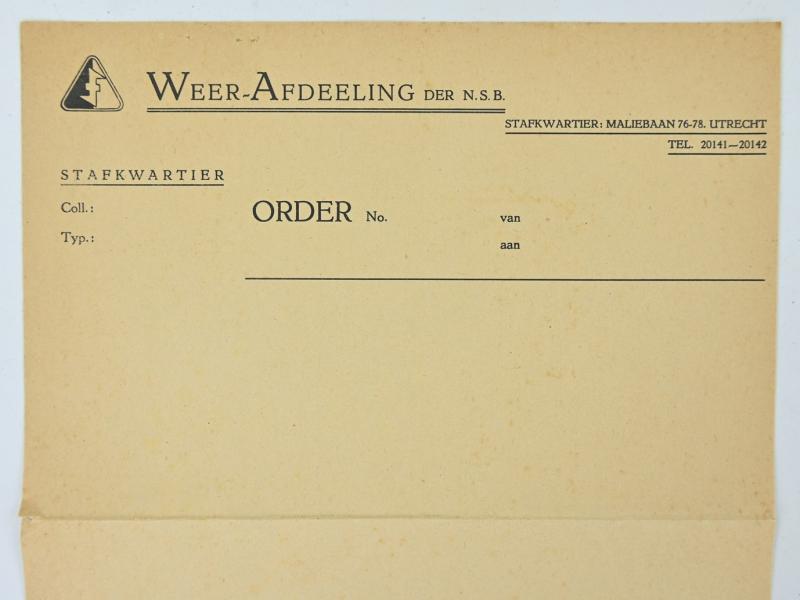 WEER-AFDEELING DER N.S.B.
STAFKWARTIER: MALIEBAAN 76-78. UTRECHT
TEL. 20141—20142
STAFKWARTIER
Coll.:
ORDER No. van
Typ.:
aan